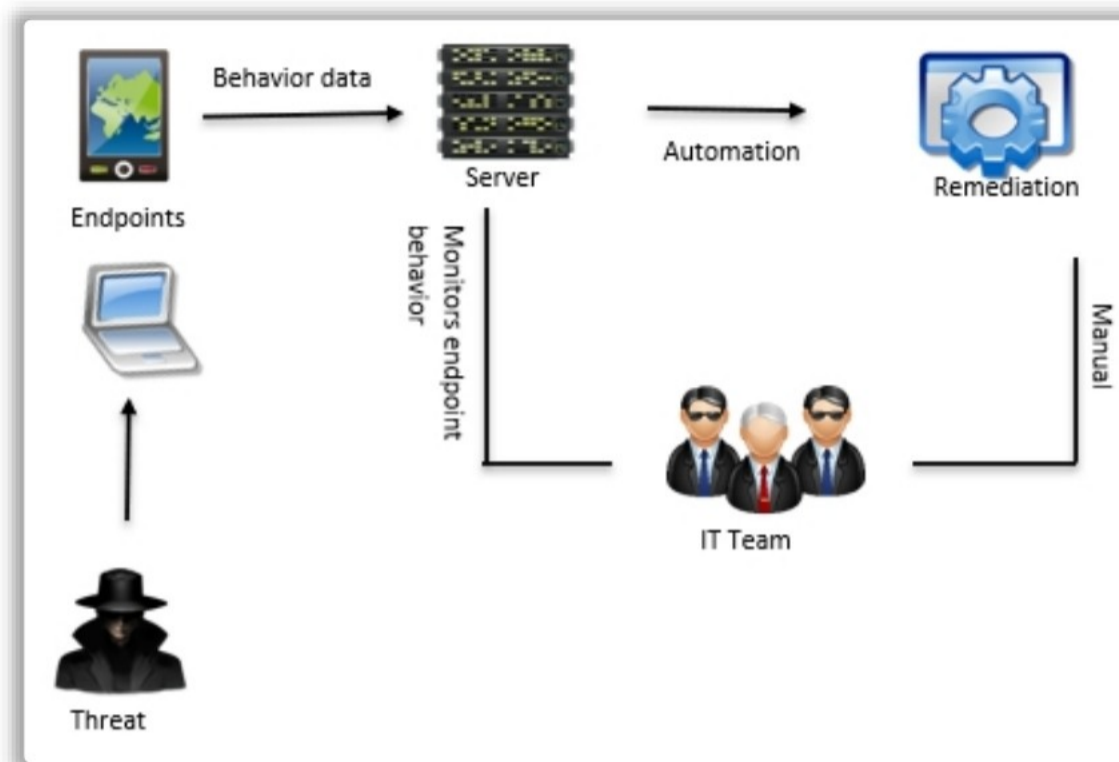 Behavior data
Server
Automation
Remediation
Endpoints
Monitors endpoint
behavior
Manual
IT Team
Threat